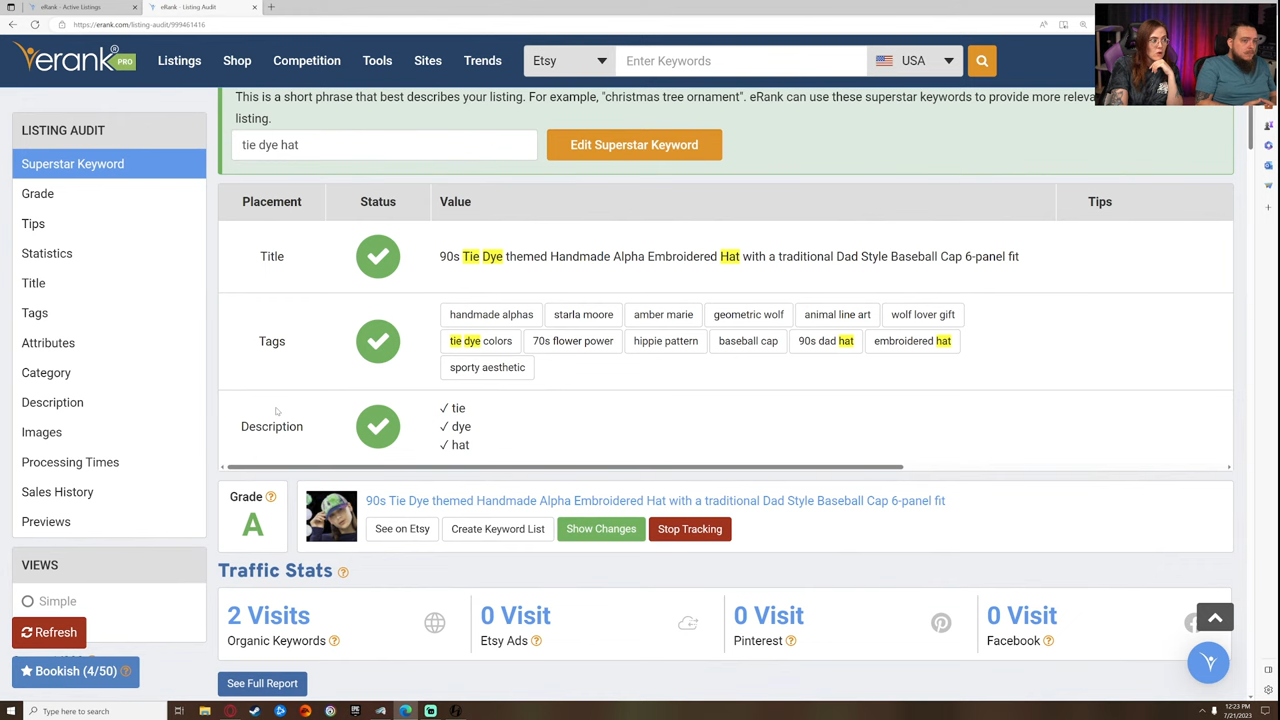 eRank - Active Listings
eRank - Listing Audit
https://erank.com/listing-audit/999461416
erank® PRO
Listings
Shop
Competition
Tools
Sites
Trends
Etsy
Enter Keywords
USA
This is a short phrase that best describes your listing. For example, "christmas tree ornament". eRank can use these superstar keywords to provide more releva
listing.
tie dye hat
Edit Superstar Keyword
LISTING AUDIT
Superstar Keyword
Grade
Tips
Statistics
Title
Tags
Attributes
Category
Description
Images
Processing Times
Sales History
Previews
VIEWS
Simple
Refresh
Bookish (4/50)
Placement
Status
Value
Tips
Title
90s Tie Dye themed Handmade Alpha Embroidered Hat with a traditional Dad Style Baseball Cap 6-panel fit
Tags
handmade alphas
starla moore
amber marie
geometric wolf
animal line art
wolf lover gift
tie dye colors
70s flower power
hippie pattern
baseball cap
90s dad hat
embroidered hat
sporty aesthetic
Description
✓ tie
✓ dye
✓ hat
Grade
A
90s Tie Dye themed Handmade Alpha Embroidered Hat with a traditional Dad Style Baseball Cap 6-panel fit
See on Etsy
Create Keyword List
Show Changes
Stop Tracking
Traffic Stats
2 Visits
Organic Keywords
0 Visit
Etsy Ads
0 Visit
Pinterest
0 Visit
Facebook
See Full Report
Type here to search
12:23 PM
7/21/2023